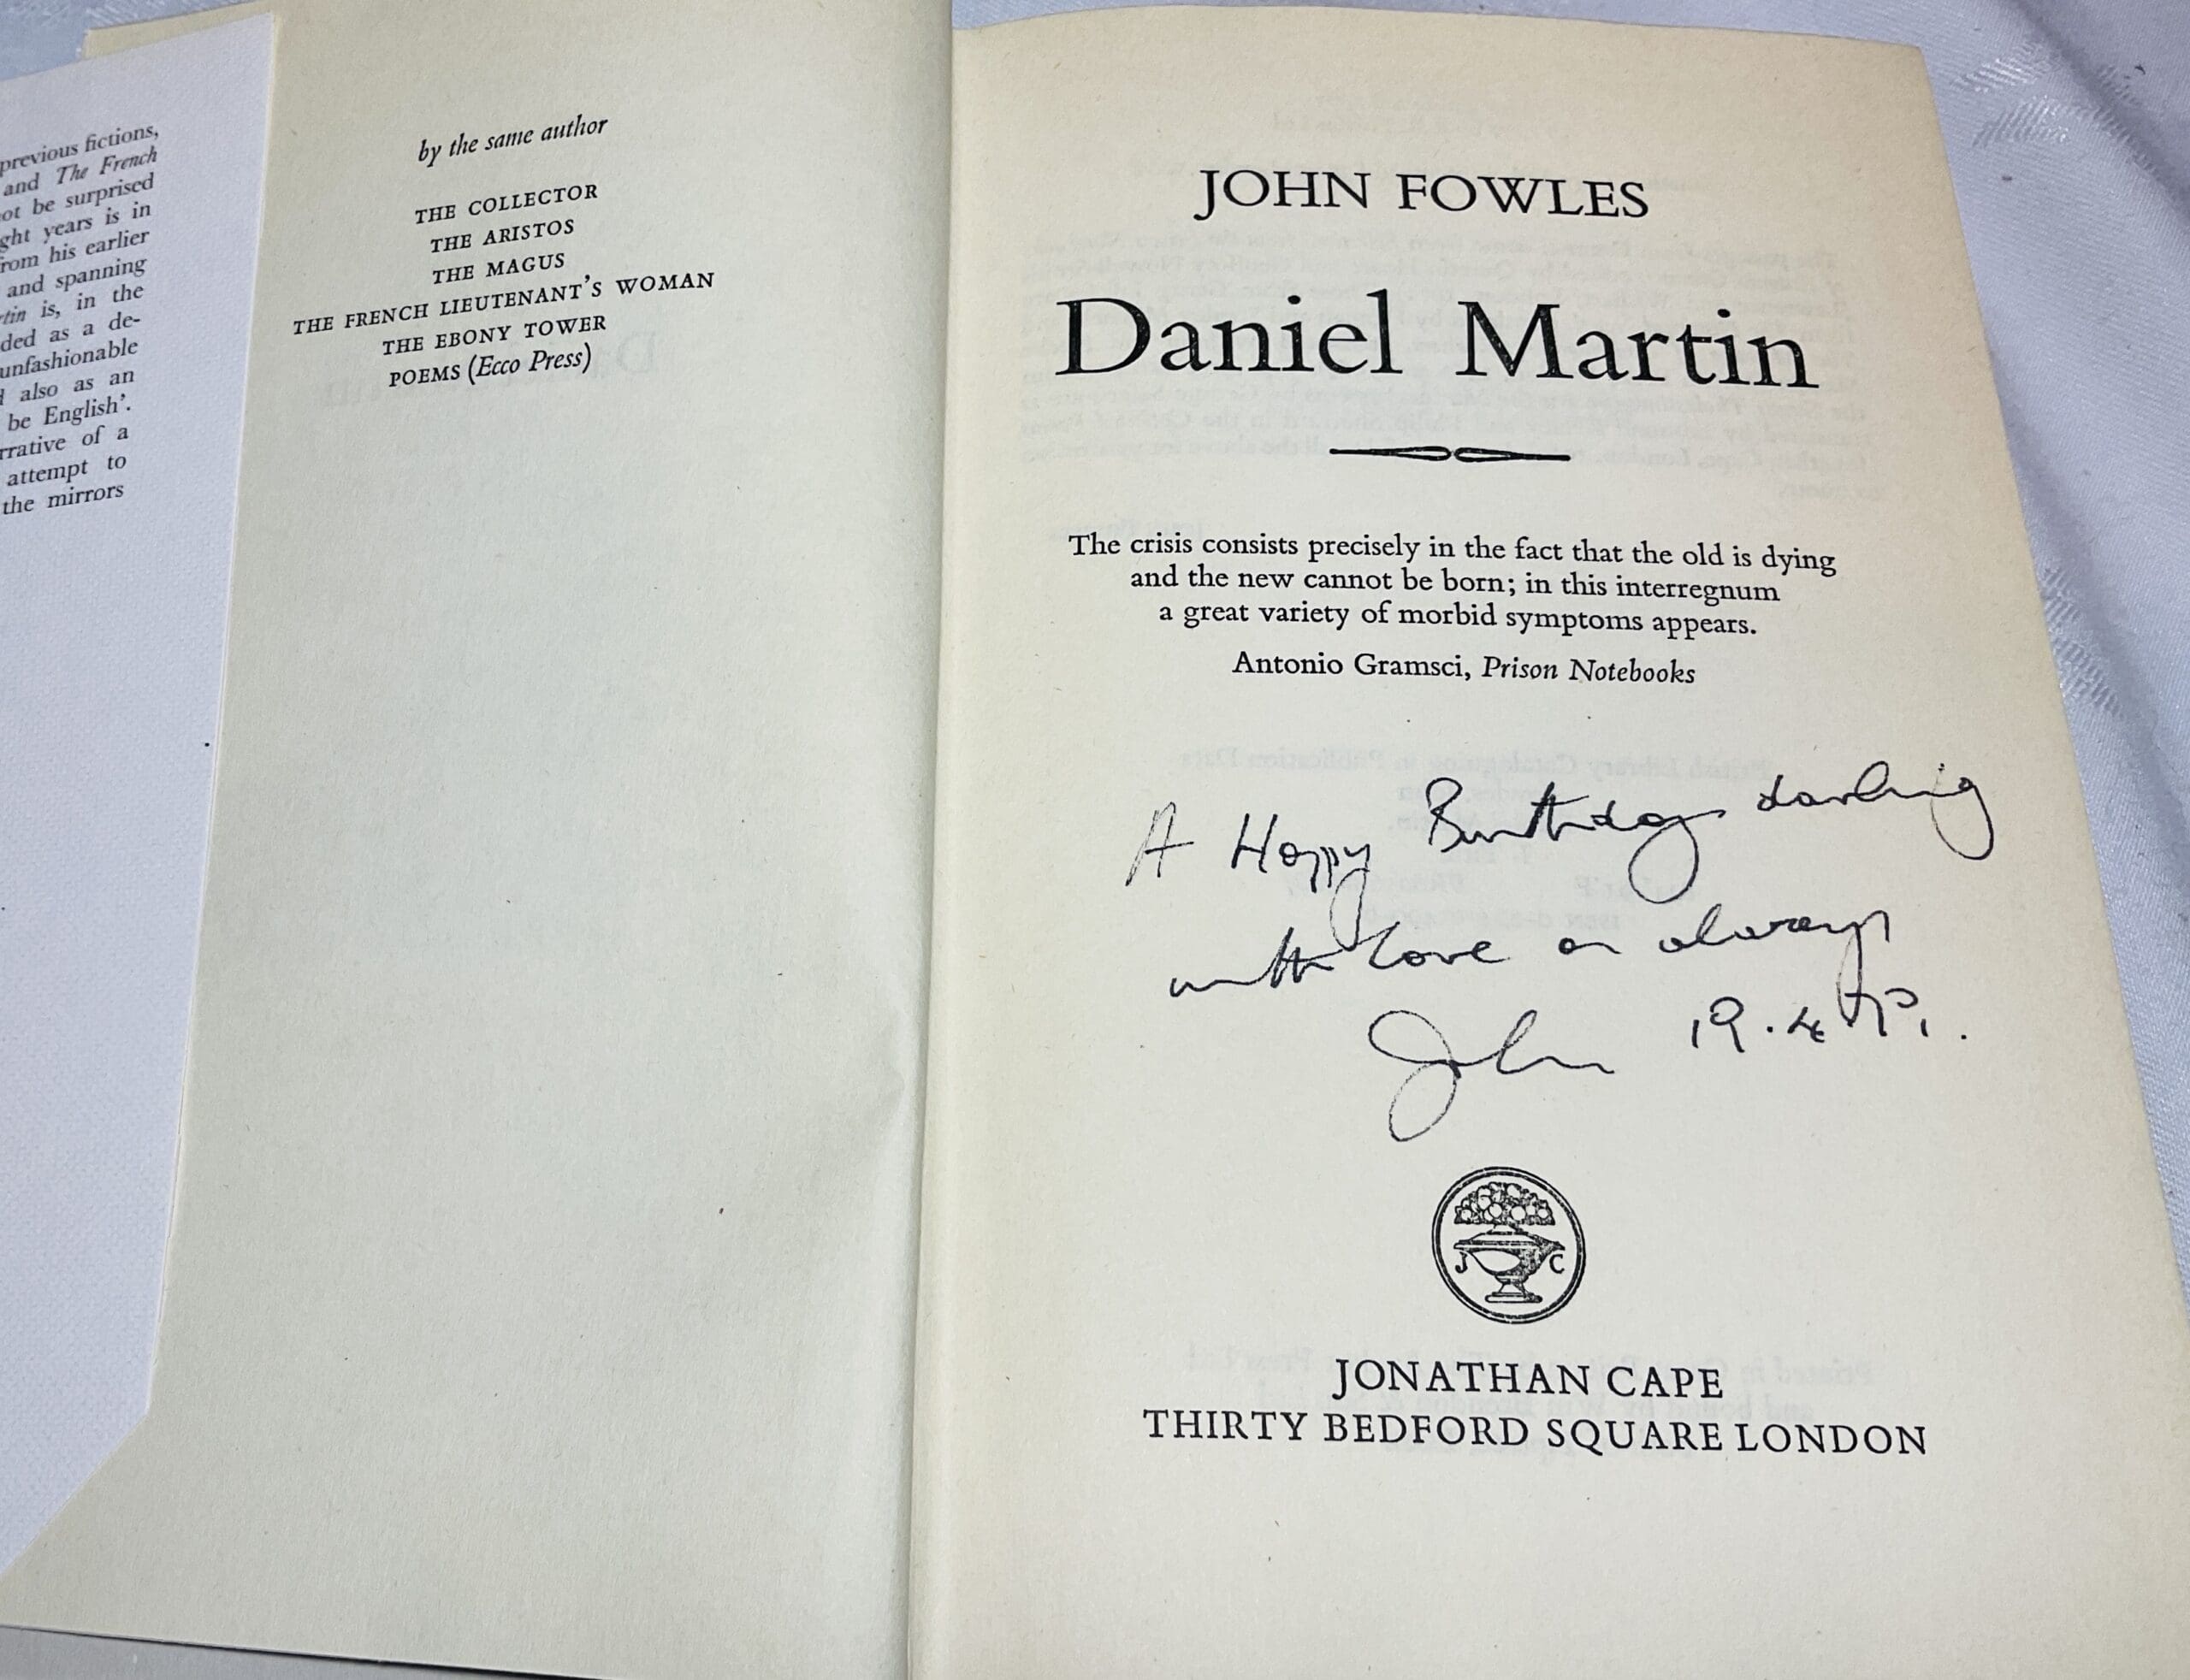 previous fictions,
and The French
ot be surprised
ght years is in
rom his earlier
and spanning
rtin is, in the
ded as a de-
unfashionable
also as an
be English'.
rrative of a
attempt to
the mirrors
by the same author
THE COLLECTOR
THE ARISTOS
THE MAGUS
THE FRENCH LIEUTENANT'S WOMAN
THE EBONY TOWER
POEMS (Ecco Press)
JOHN FOWLES
Daniel Martin
The crisis consists precisely in the fact that the old is dying
and the new cannot be born; in this interregnum
a great variety of morbid symptoms appears.
Antonio Gramsci, Prison Notebooks
A Happy Birthday darling
with love as always
John 19.4
J C
JONATHAN CAPE
THIRTY BEDFORD SQUARE LONDON